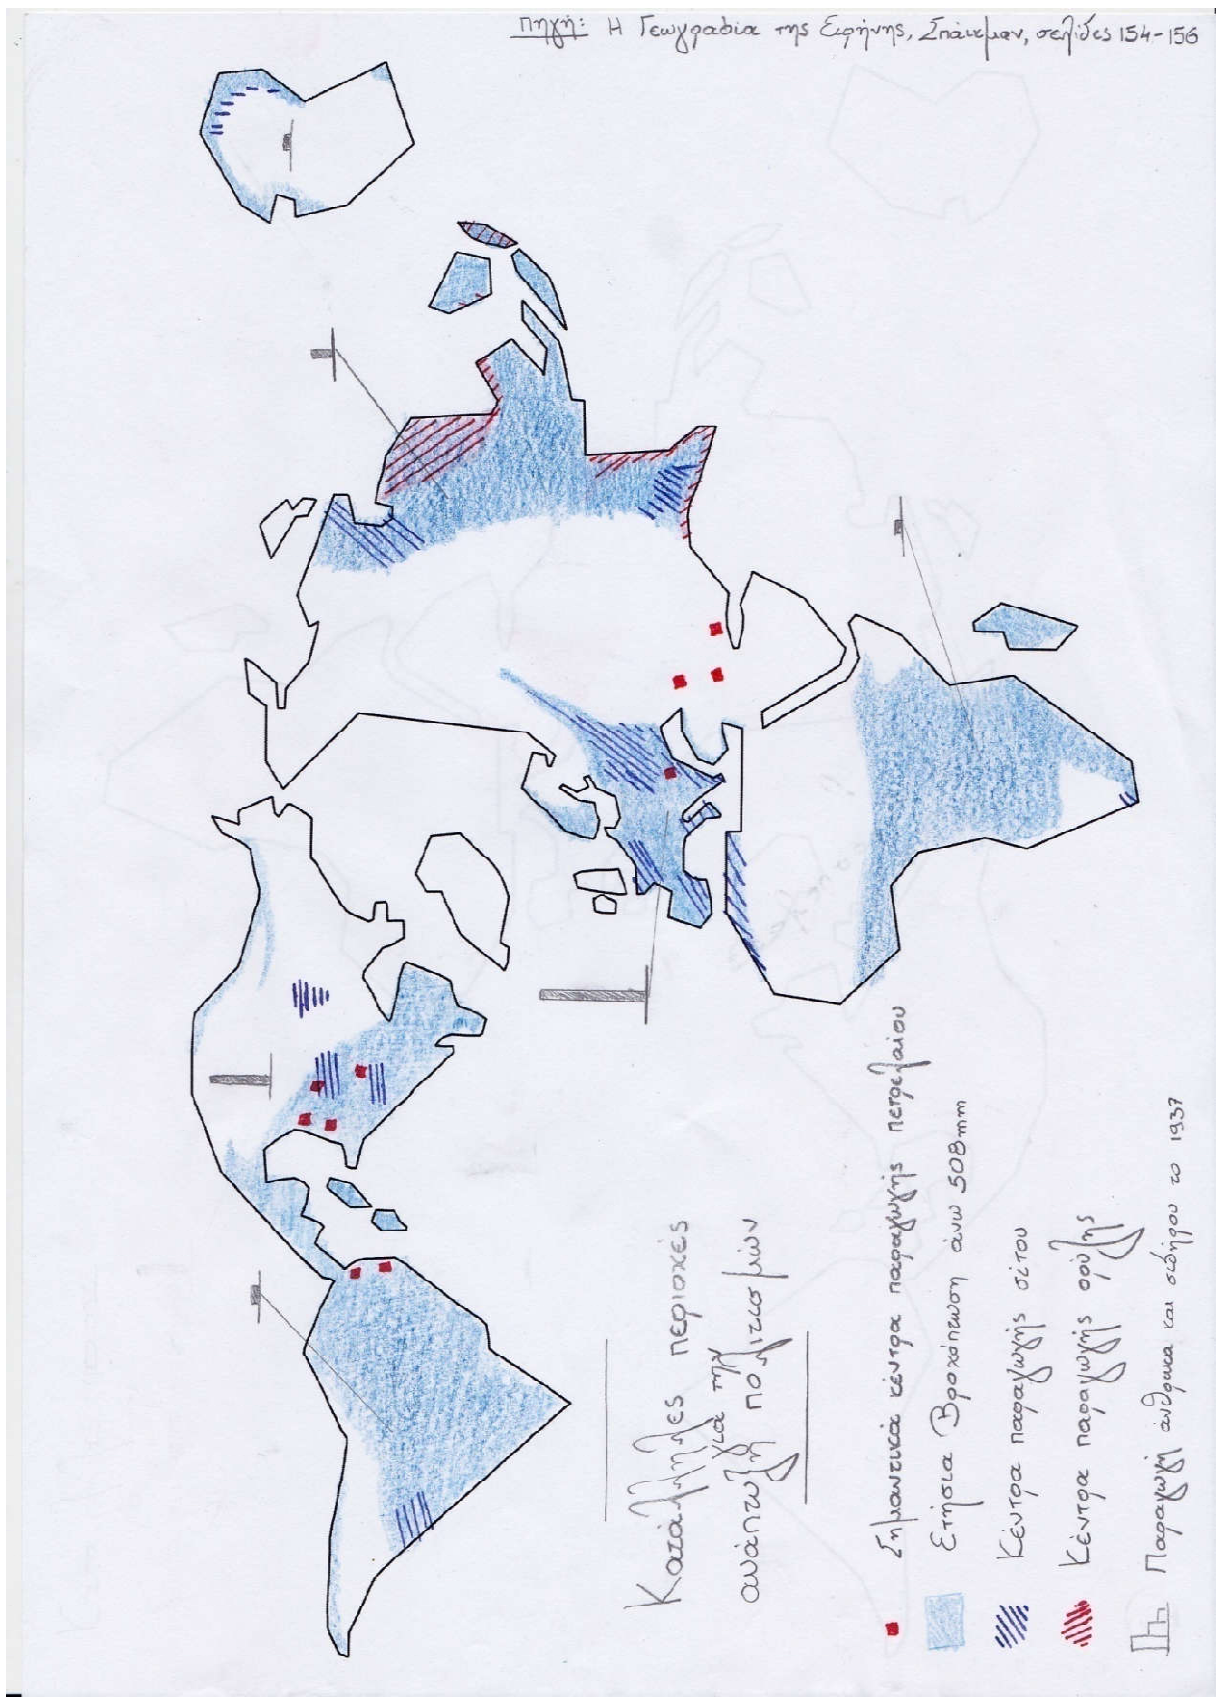 Πηγή: Η Γεωγραφία της Ειρήνης, Σπάικμαν, σελίδες 154-156
Κατάλληλες περιοχές
για την
ανάπτυξη πολιτισμών
Σημαντικά κέντρα παραγωγής πετρελαίου
Ετήσια Βροχόπτωση άνω 508mm
Κέντρα παραγωγής σίτου
Κέντρα παραγωγής ρύζης
Παραγωγή άνθρακα και σιδήρου το 1937